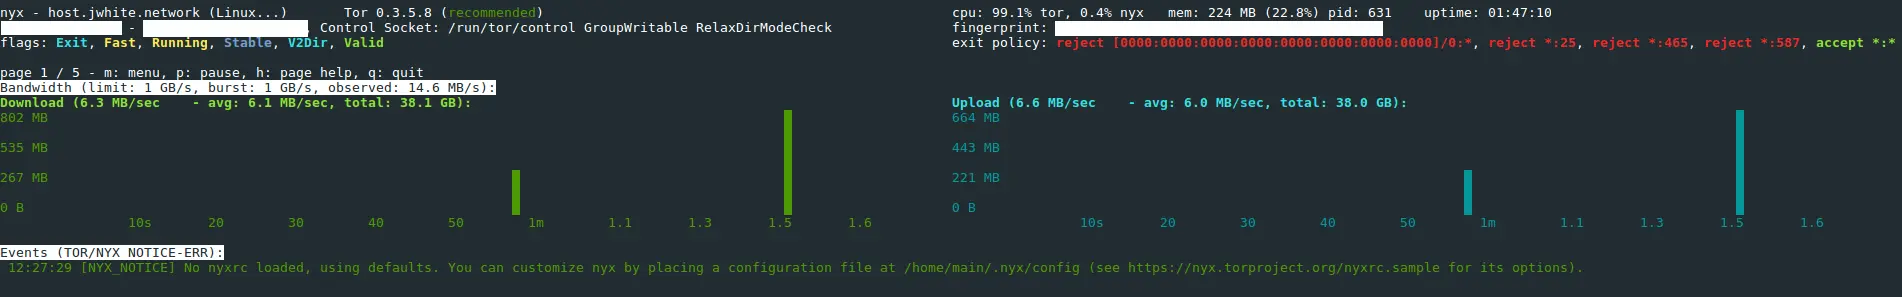 nyx - host.jwhite.network (Linux...) Tor 0.3.5.8 (recommended)
cpu: 99.1% tor, 0.4% nyx mem: 224 MB (22.8%) pid: 631 uptime: 01:47:10
- , Control Socket: /run/tor/control GroupWritable RelaxDirModeCheck
fingerprint:
flags: Exit, Fast, Running, Stable, V2Dir, Valid
exit policy: reject [0000:0000:0000:0000:0000:0000:0000:0000]/0:*, reject *:25, reject *:465, reject *:587, accept *:*
page 1 / 5 - m: menu, p: pause, h: page help, q: quit
Bandwidth (limit: 1 GB/s, burst: 1 GB/s, observed: 14.6 MB/s):
Download (6.3 MB/sec - avg: 6.1 MB/sec, total: 38.1 GB):
802 MB
535 MB
267 MB
0 B
10s 20 30 40 50 1m 1.1 1.3 1.5 1.6
Upload (6.6 MB/sec - avg: 6.0 MB/sec, total: 38.0 GB):
664 MB
443 MB
221 MB
0 B
10s 20 30 40 50 1m 1.1 1.3 1.5 1.6
Events (TOR/NYX NOTICE-ERR):
12:27:29 [NYX_NOTICE] No nyxrc loaded, using defaults. You can customize nyx by placing a configuration file at /home/main/.nyx/config (see https://nyx.torproject.org/nyxrc.sample for its options).